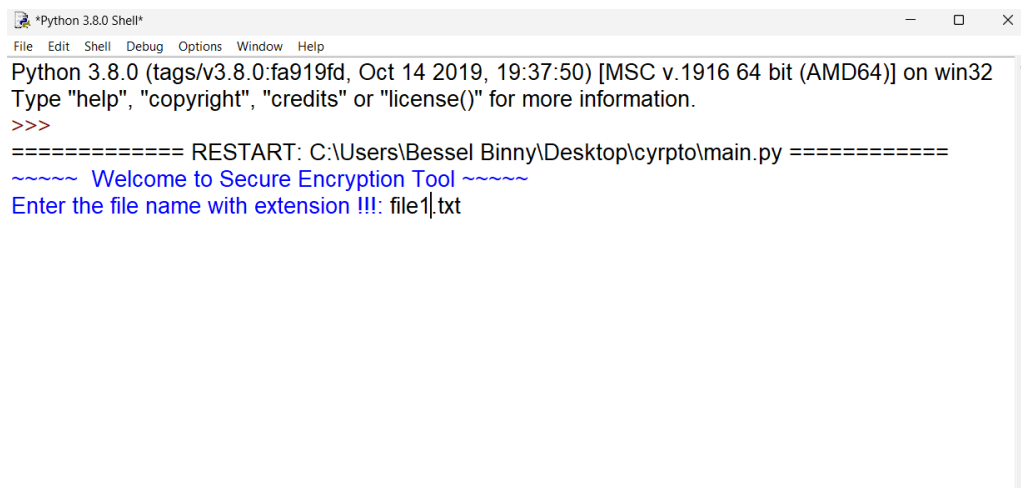 *Python 3.8.0 Shell*
File Edit Shell Debug Options Window Help
Python 3.8.0 (tags/v3.8.0:fa919fd, Oct 14 2019, 19:37:50) [MSC v.1916 64 bit (AMD64)] on win32
Type "help", "copyright", "credits" or "license()" for more information.
>>>
============= RESTART: C:\Users\Bessel Binny\Desktop\cyrpto\main.py ============
~~~~~  Welcome to Secure Encryption Tool ~~~~~
Enter the file name with extension !!!: file1.txt